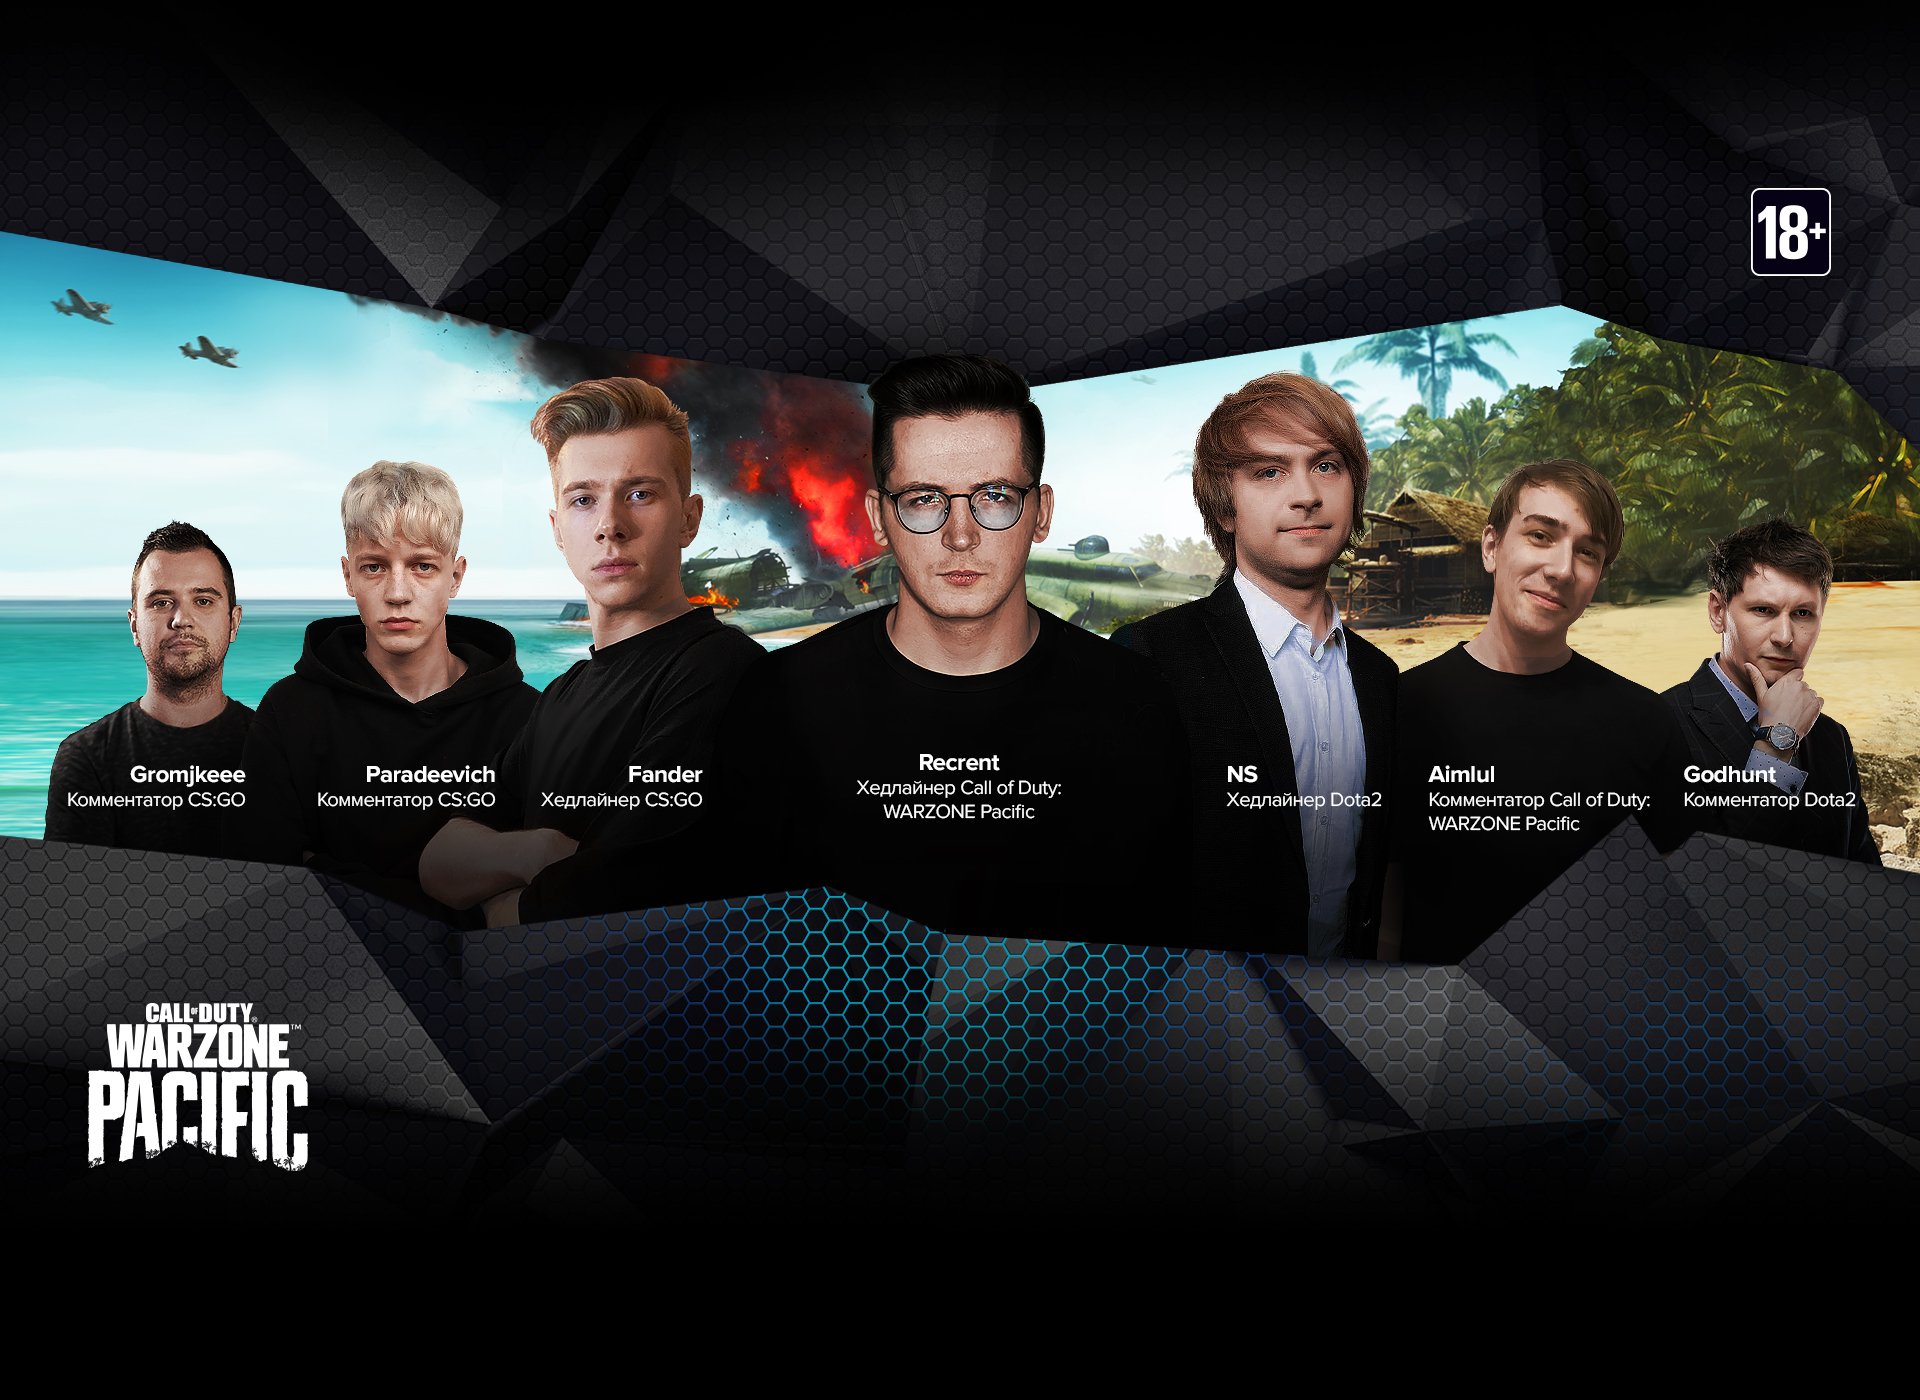 18+
Gromjkeee
Комментатор CS:GO
Paradeevich
Комментатор CS:GO
Fander
Хедлайнер CS:GO
Recrent
Хедлайнер Call of Duty:
WARZONE Pacific
NS
Хедлайнер Dota2
Aimlul
Комментатор Call of Duty:
WARZONE Pacific
Godhunt
Комментатор Dota2
CALL OF DUTY®
WARZONE™
PACIFIC